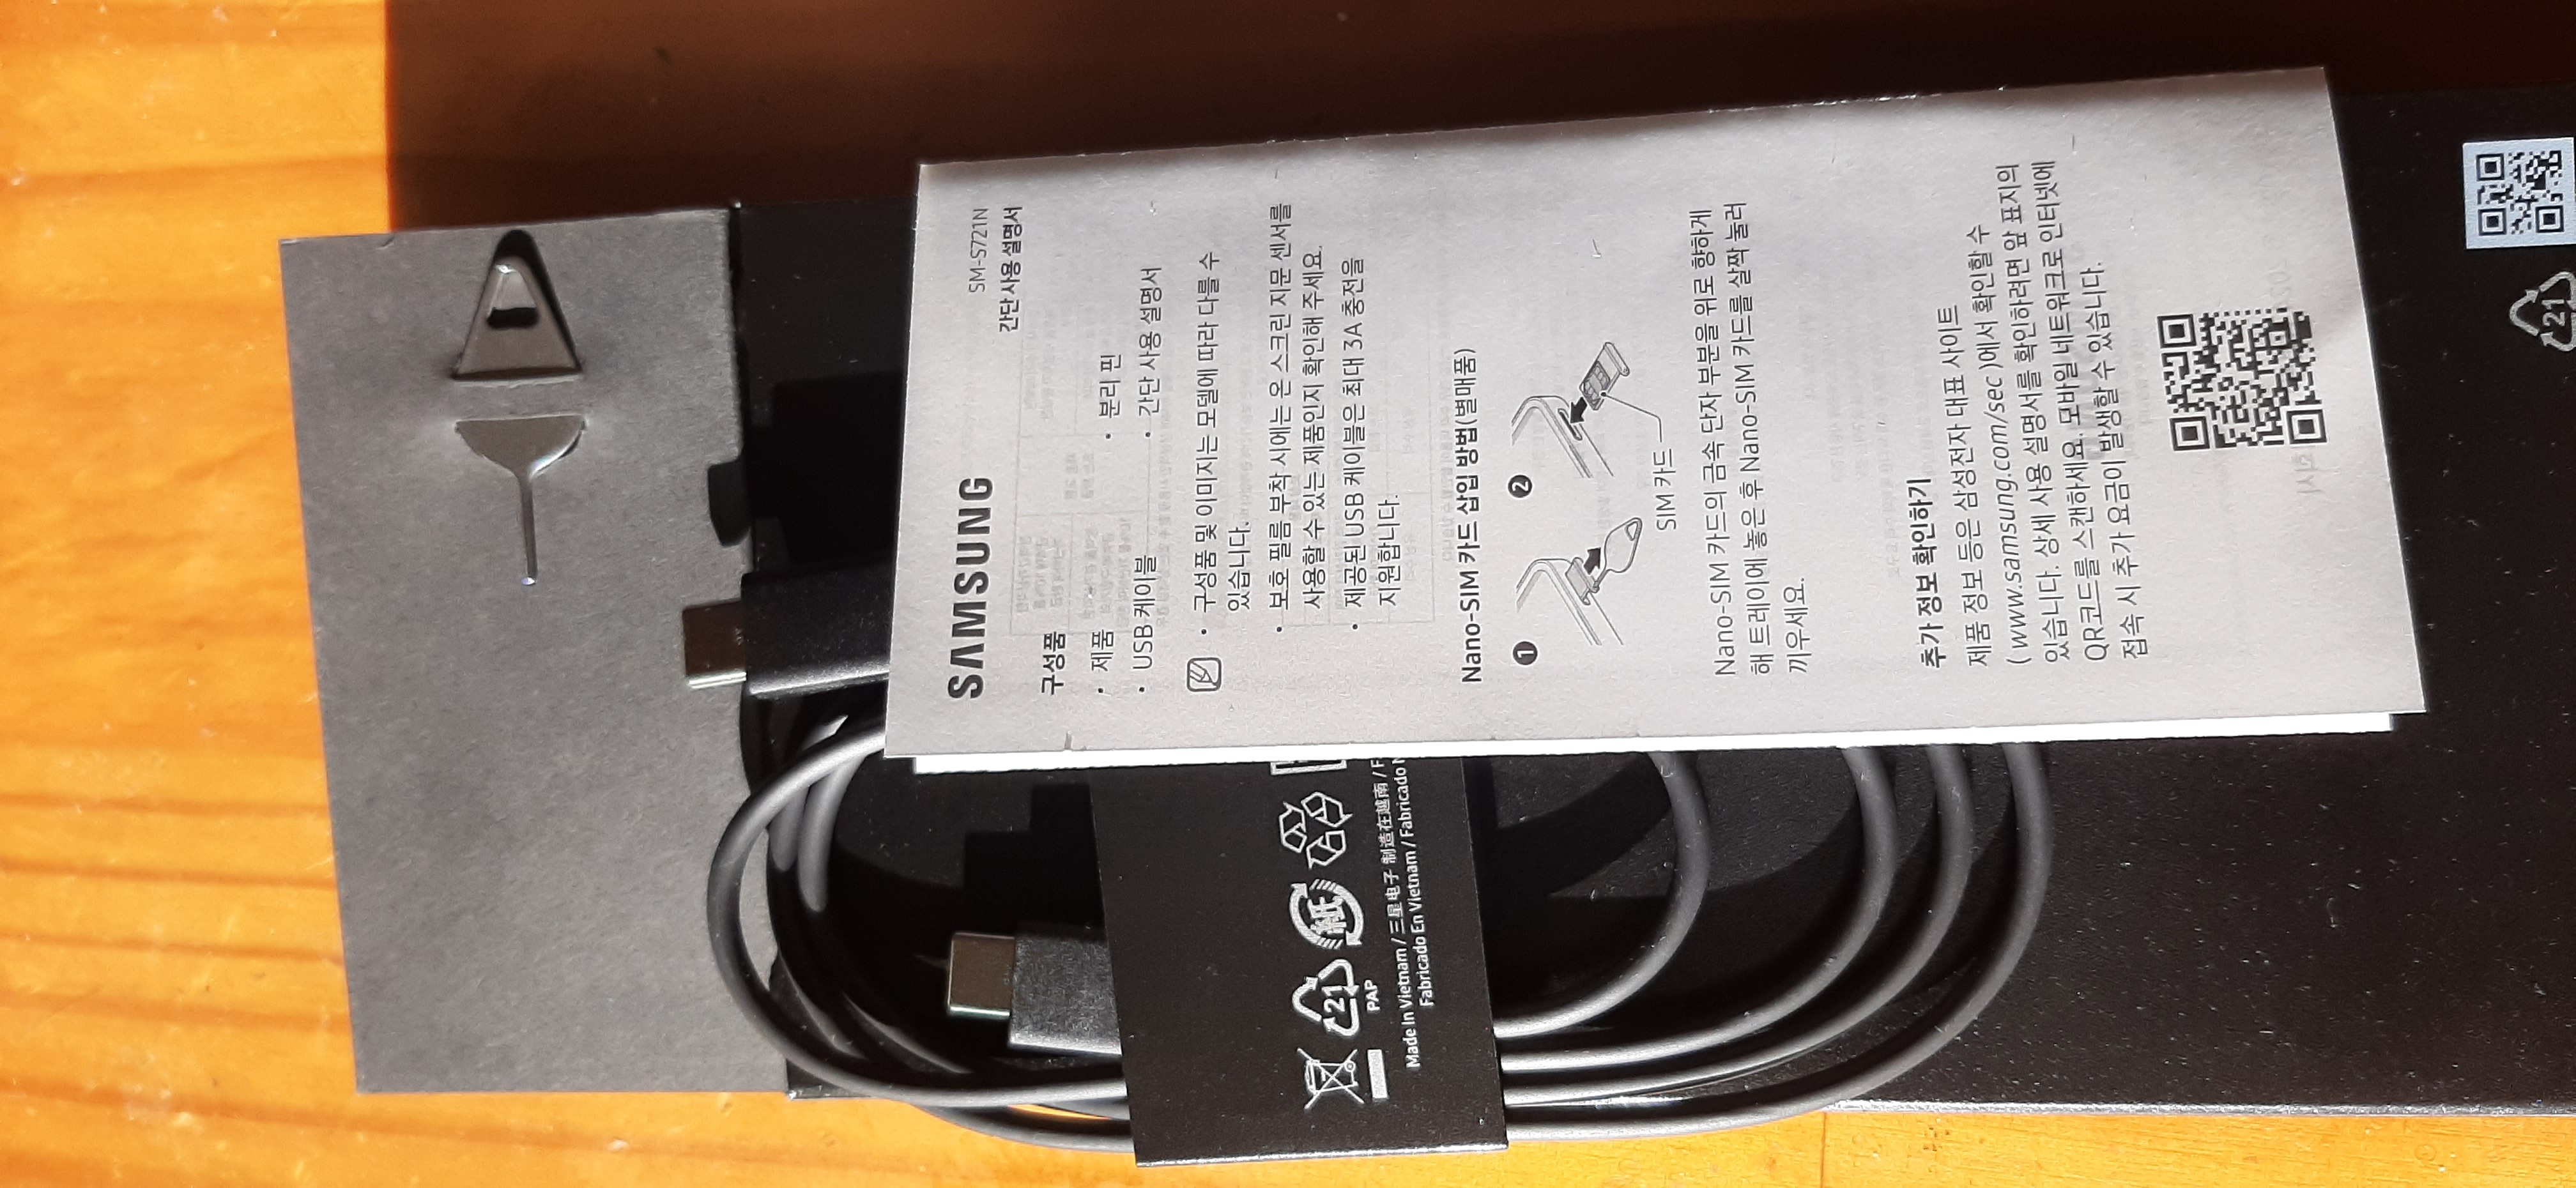 SAMSUNG
SM-S721N
간단 사용 설명서
구성품
• 제품
• 분리 핀
• USB 케이블
• 간단 사용 설명서
• 구성품 및 이미지는 모델에 따라 다를 수
있습니다.
• 보호 필름 부착 시에는 온 스크린 지문 센서를
사용할 수 있는 제품인지 확인해 주세요.
• 제공된 USB 케이블은 최대 3A 충전을
지원합니다.
Nano-SIM 카드 삽입 방법(별매품)
1
2
SIM 카드
Nano-SIM 카드의 금속 단자 부분을 위로 향하게
해 트레이에 놓은 후 Nano-SIM 카드를 살짝 눌러
끼우세요.
추가 정보 확인하기
제품 정보 등은 삼성전자 대표 사이트
(www.samsung.com/sec)에서 확인할 수
있습니다. 상세 사용 설명서를 확인하려면 앞 표지의
QR코드를 스캔하세요. 모바일 네트워크로 인터넷에
접속 시 추가 요금이 발생할 수 있습니다.
21
PAP
紙
Made In Vietnam / 三星电子 制造在越南 / F
Fabricado En Vietnam / Fabricado N
21